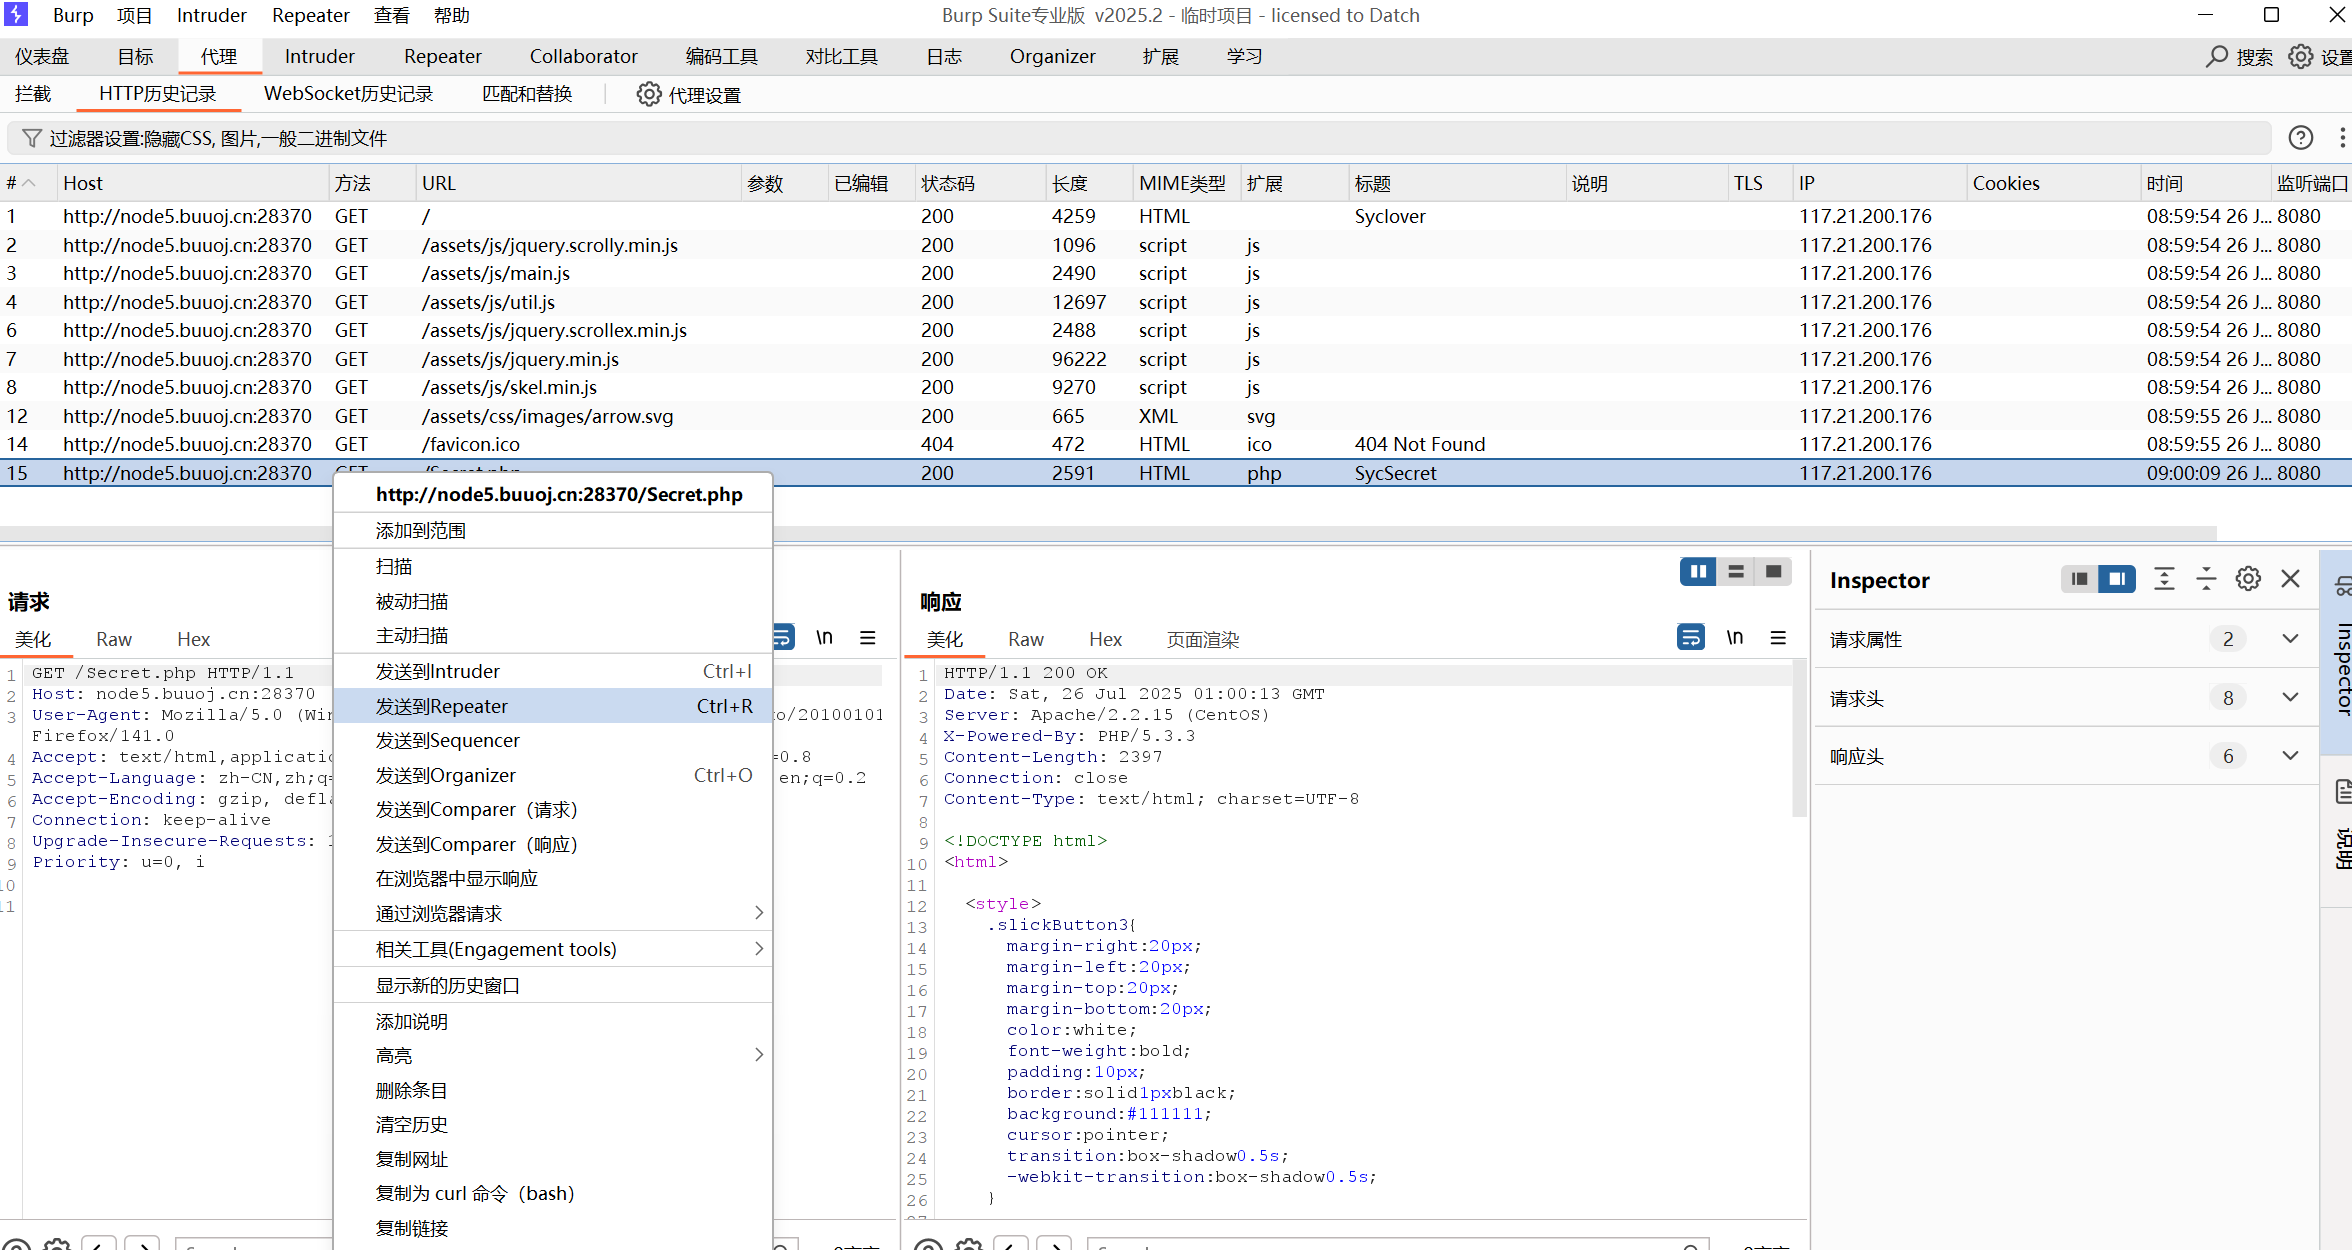 Burp 项目 Intruder Repeater 查看 帮助 Burp Suite专业版 v2025.2 - 临时项目 - licensed to Datch
仪表盘 目标 代理 Intruder Repeater Collaborator 编码工具 对比工具 日志 Organizer 扩展 学习 搜索 设置
拦截 HTTP历史记录 WebSocket历史记录 匹配和替换 代理设置
过滤器设置:隐藏CSS, 图片,一般二进制文件
# Host 方法 URL 参数 已编辑 状态码 长度 MIME类型 扩展 标题 说明 TLS IP Cookies 时间 监听端口
1 http://node5.buuoj.cn:28370 GET / 200 4259 HTML Syclover 117.21.200.176 08:59:54 26 J... 8080
2 http://node5.buuoj.cn:28370 GET /assets/js/jquery.scrolly.min.js 200 1096 script js 117.21.200.176 08:59:54 26 J... 8080
3 http://node5.buuoj.cn:28370 GET /assets/js/main.js 200 2490 script js 117.21.200.176 08:59:54 26 J... 8080
4 http://node5.buuoj.cn:28370 GET /assets/js/util.js 200 12697 script js 117.21.200.176 08:59:54 26 J... 8080
6 http://node5.buuoj.cn:28370 GET /assets/js/jquery.scrollex.min.js 200 2488 script js 117.21.200.176 08:59:54 26 J... 8080
7 http://node5.buuoj.cn:28370 GET /assets/js/jquery.min.js 200 96222 script js 117.21.200.176 08:59:54 26 J... 8080
8 http://node5.buuoj.cn:28370 GET /assets/js/skel.min.js 200 9270 script js 117.21.200.176 08:59:54 26 J... 8080
12 http://node5.buuoj.cn:28370 GET /assets/css/images/arrow.svg 200 665 XML svg 117.21.200.176 08:59:55 26 J... 8080
14 http://node5.buuoj.cn:28370 GET /favicon.ico 404 472 HTML ico 404 Not Found 117.21.200.176 08:59:55 26 J... 8080
15 http://node5.buuoj.cn:28370 GET /Secret.php 200 2591 HTML php SycSecret 117.21.200.176 09:00:09 26 J... 8080
http://node5.buuoj.cn:28370/Secret.php
添加到范围
扫描
被动扫描
主动扫描
发送到Intruder Ctrl+I
发送到Repeater Ctrl+R
发送到Sequencer
发送到Organizer Ctrl+O
发送到Comparer（请求）
发送到Comparer（响应）
在浏览器中显示响应
通过浏览器请求
相关工具(Engagement tools)
显示新的历史窗口
添加说明
高亮
删除条目
清空历史
复制网址
复制为 curl 命令（bash）
复制链接
请求
美化 Raw Hex \n
1 GET /Secret.php HTTP/1.1
2 Host: node5.buuoj.cn:28370
3 User-Agent: Mozilla/5.0 (Win o/20100101
Firefox/141.0
4 Accept: text/html,applicatio =0.8
5 Accept-Language: zh-CN,zh;q= en;q=0.2
6 Accept-Encoding: gzip, defla
7 Connection: keep-alive
8 Upgrade-Insecure-Requests: 1
9 Priority: u=0, i
10
11
响应
美化 Raw Hex 页面渲染 \n
1 HTTP/1.1 200 OK
2 Date: Sat, 26 Jul 2025 01:00:13 GMT
3 Server: Apache/2.2.15 (CentOS)
4 X-Powered-By: PHP/5.3.3
5 Content-Length: 2397
6 Connection: close
7 Content-Type: text/html; charset=UTF-8
8
9 <!DOCTYPE html>
10 <html>
11
12 <style>
13 .slickButton3{
14 margin-right:20px;
15 margin-left:20px;
16 margin-top:20px;
17 margin-bottom:20px;
18 color:white;
19 font-weight:bold;
20 padding:10px;
21 border:solid1pxblack;
22 background:#111111;
23 cursor:pointer;
24 transition:box-shadow0.5s;
25 -webkit-transition:box-shadow0.5s;
26 }
Inspector
请求属性 2
请求头 8
响应头 6
Inspector
说明